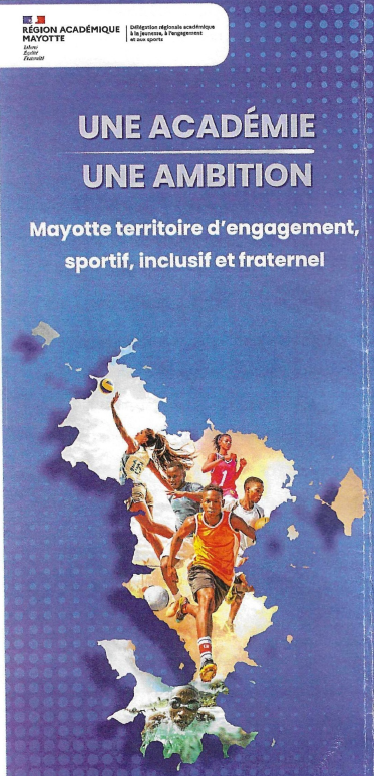 RÉGION ACADÉMIQUE
MAYOTTE
Liberté
Égalité
Fraternité
Délégation régionale académique
à la jeunesse, à l'engagement
et aux sports
UNE ACADÉMIE
UNE AMBITION
Mayotte territoire d'engagement,
sportif, inclusif et fraternel